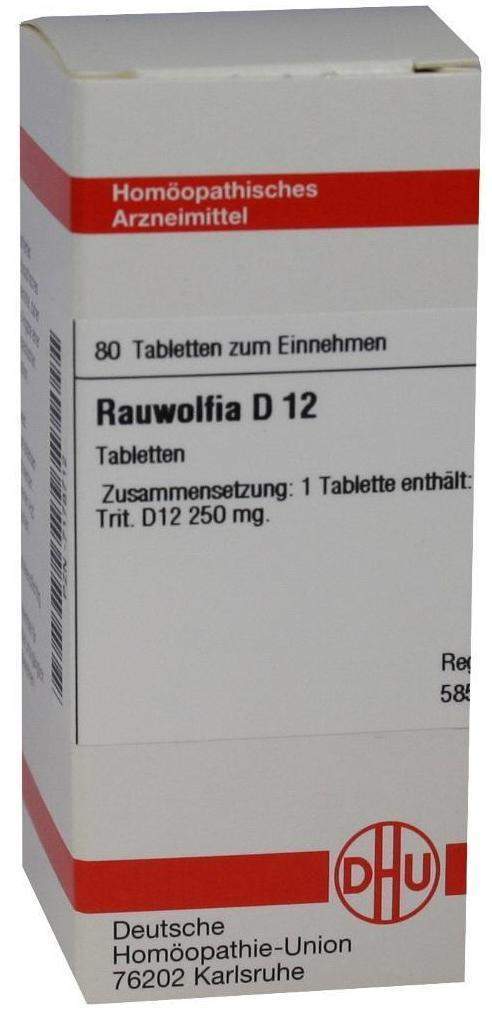 Homöopathisches
Arzneimittel
80 Tabletten zum Einnehmen
Rauwolfia D 12
Tabletten
Zusammensetzung: 1 Tablette enthält:
Trit. D12 250 mg.
Reg
585
DHU
Deutsche
Homöopathie-Union
76202 Karlsruhe